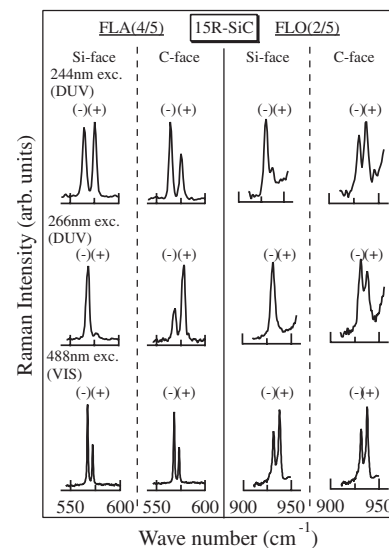 FLA(4/5) 15R-SiC FLO(2/5)
Si-face C-face Si-face C-face
244nm exc.
(DUV)
(-)(+) (-)(+) (-)(+) (-)(+)
266nm exc.
(DUV)
(-)(+) (-)(+) (-)(+) (-)(+)
488nm exc.
(VIS)
(-)(+) (-)(+) (-)(+) (-)(+)
550 600 550 600 900 950 900 950
Wave number (cm⁻¹)
Raman Intensity (arb. units)